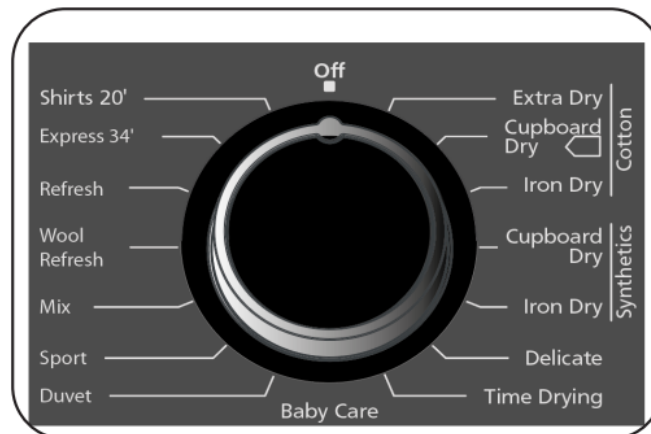 Off
Shirts 20'
Express 34'
Refresh
Wool
Refresh
Mix
Sport
Duvet
Baby Care
Extra Dry
Cupboard
Dry
Iron Dry
Cotton
Cupboard
Dry
Iron Dry
Synthetics
Delicate
Time Drying